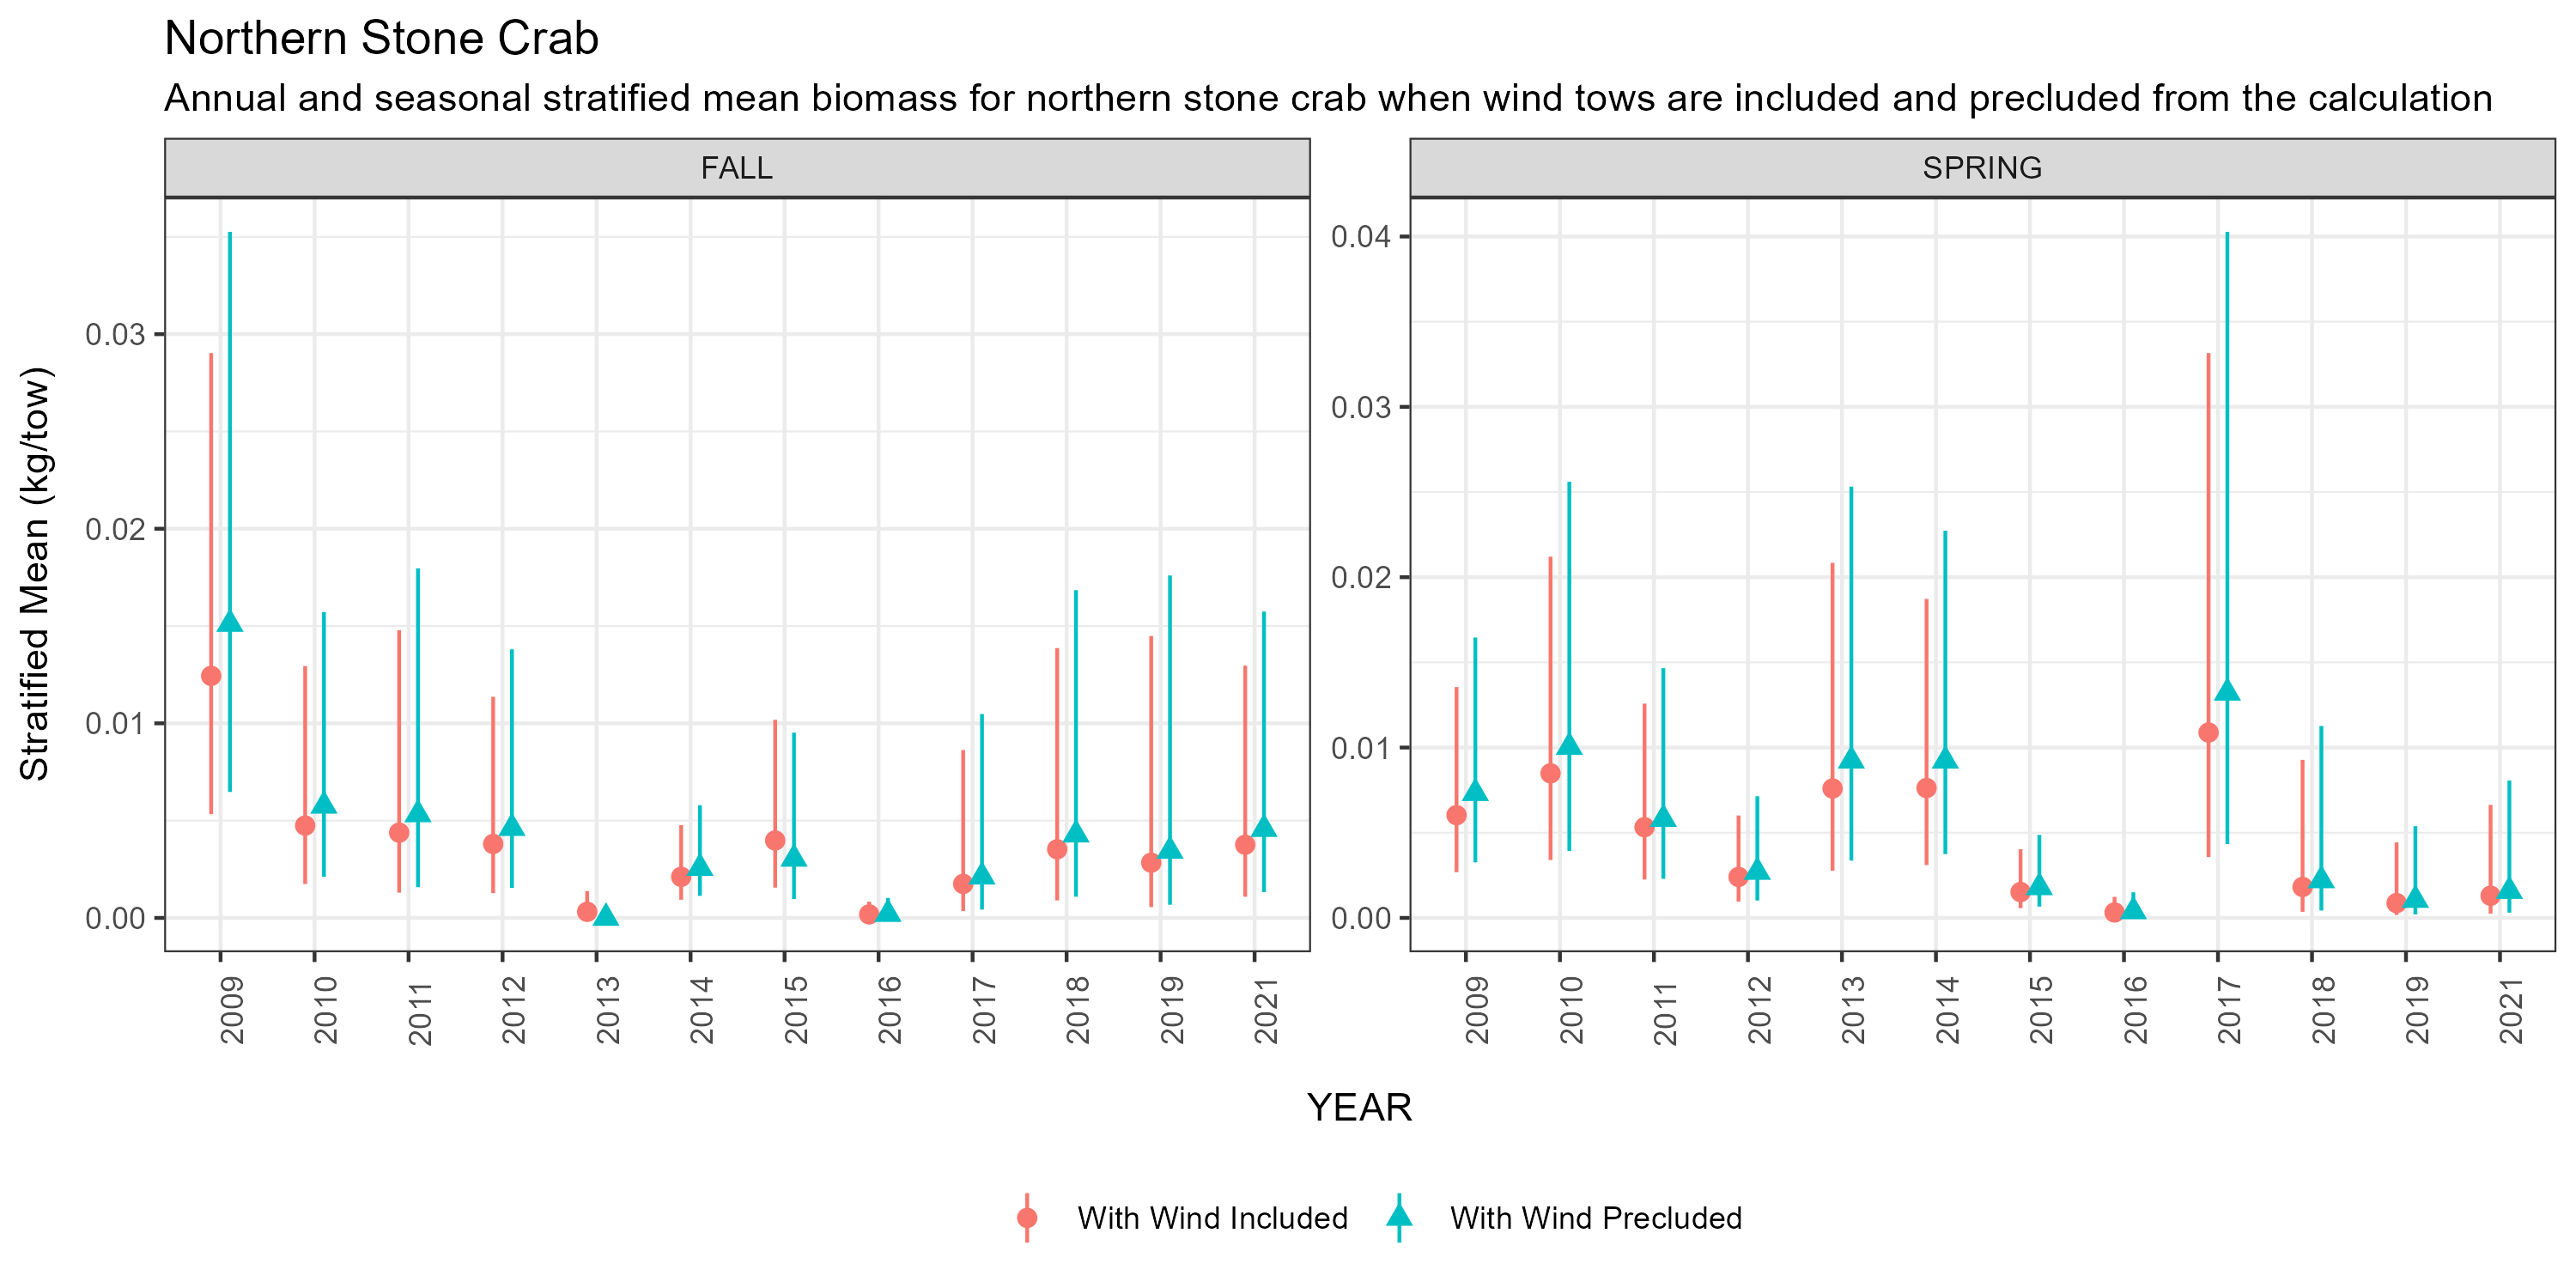 Northern Stone Crab
Annual and seasonal stratified mean biomass for northern stone crab when wind tows are included and precluded from the calculation
FALL
SPRING
Stratified Mean (kg/tow)
0.03
0.02
0.01
0.00
0.04
0.03
0.02
0.01
0.00
2009 2010 2011 2012 2013 2014 2015 2016 2017 2018 2019 2021
2009 2010 2011 2012 2013 2014 2015 2016 2017 2018 2019 2021
YEAR
With Wind Included
With Wind Precluded